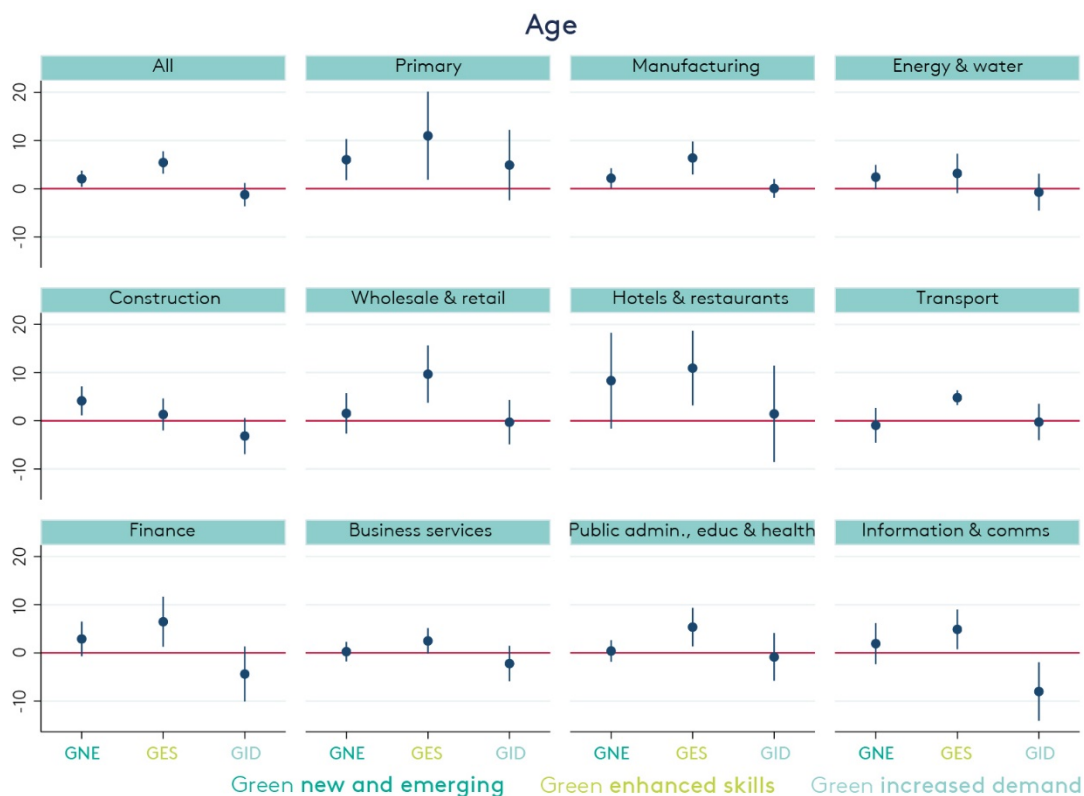 Age
All Primary Manufacturing Energy & water
20
10
0
-10
Construction Wholesale & retail Hotels & restaurants Transport
20
10
0
-10
Finance Business services Public admin., educ & health Information & comms
20
10
0
-10
GNE GES GID GNE GES GID GNE GES GID GNE GES GID
Green new and emerging Green enhanced skills Green increased demand